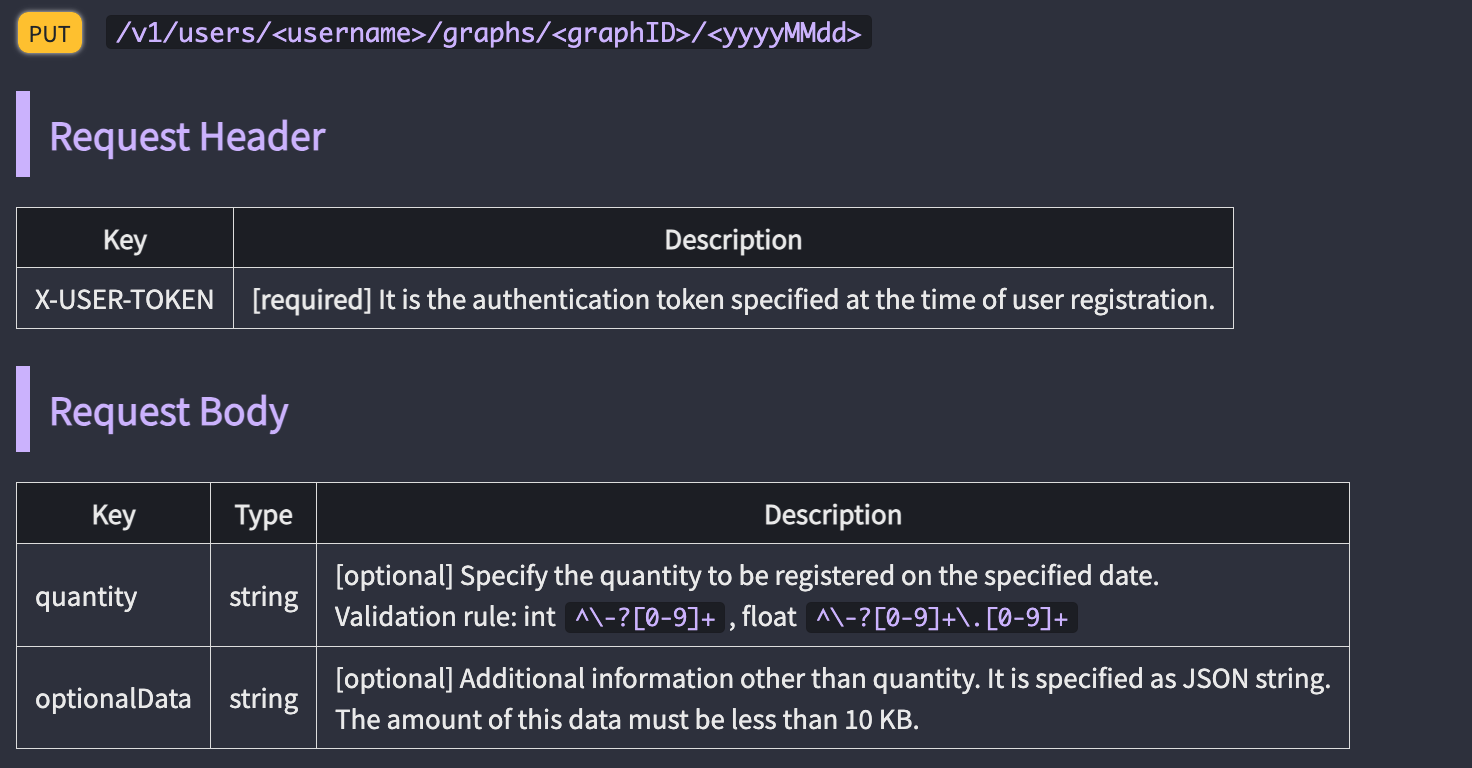 PUT /v1/users/<username>/graphs/<graphID>/<yyyyMMdd>
Request Header
Key Description
X-USER-TOKEN [required] It is the authentication token specified at the time of user registration.
Request Body
Key Type Description
quantity string [optional] Specify the quantity to be registered on the specified date.
Validation rule: int ^\-?[0-9]+ , float ^\-?[0-9]+\.[0-9]+
optionalData string [optional] Additional information other than quantity. It is specified as JSON string.
The amount of this data must be less than 10 KB.